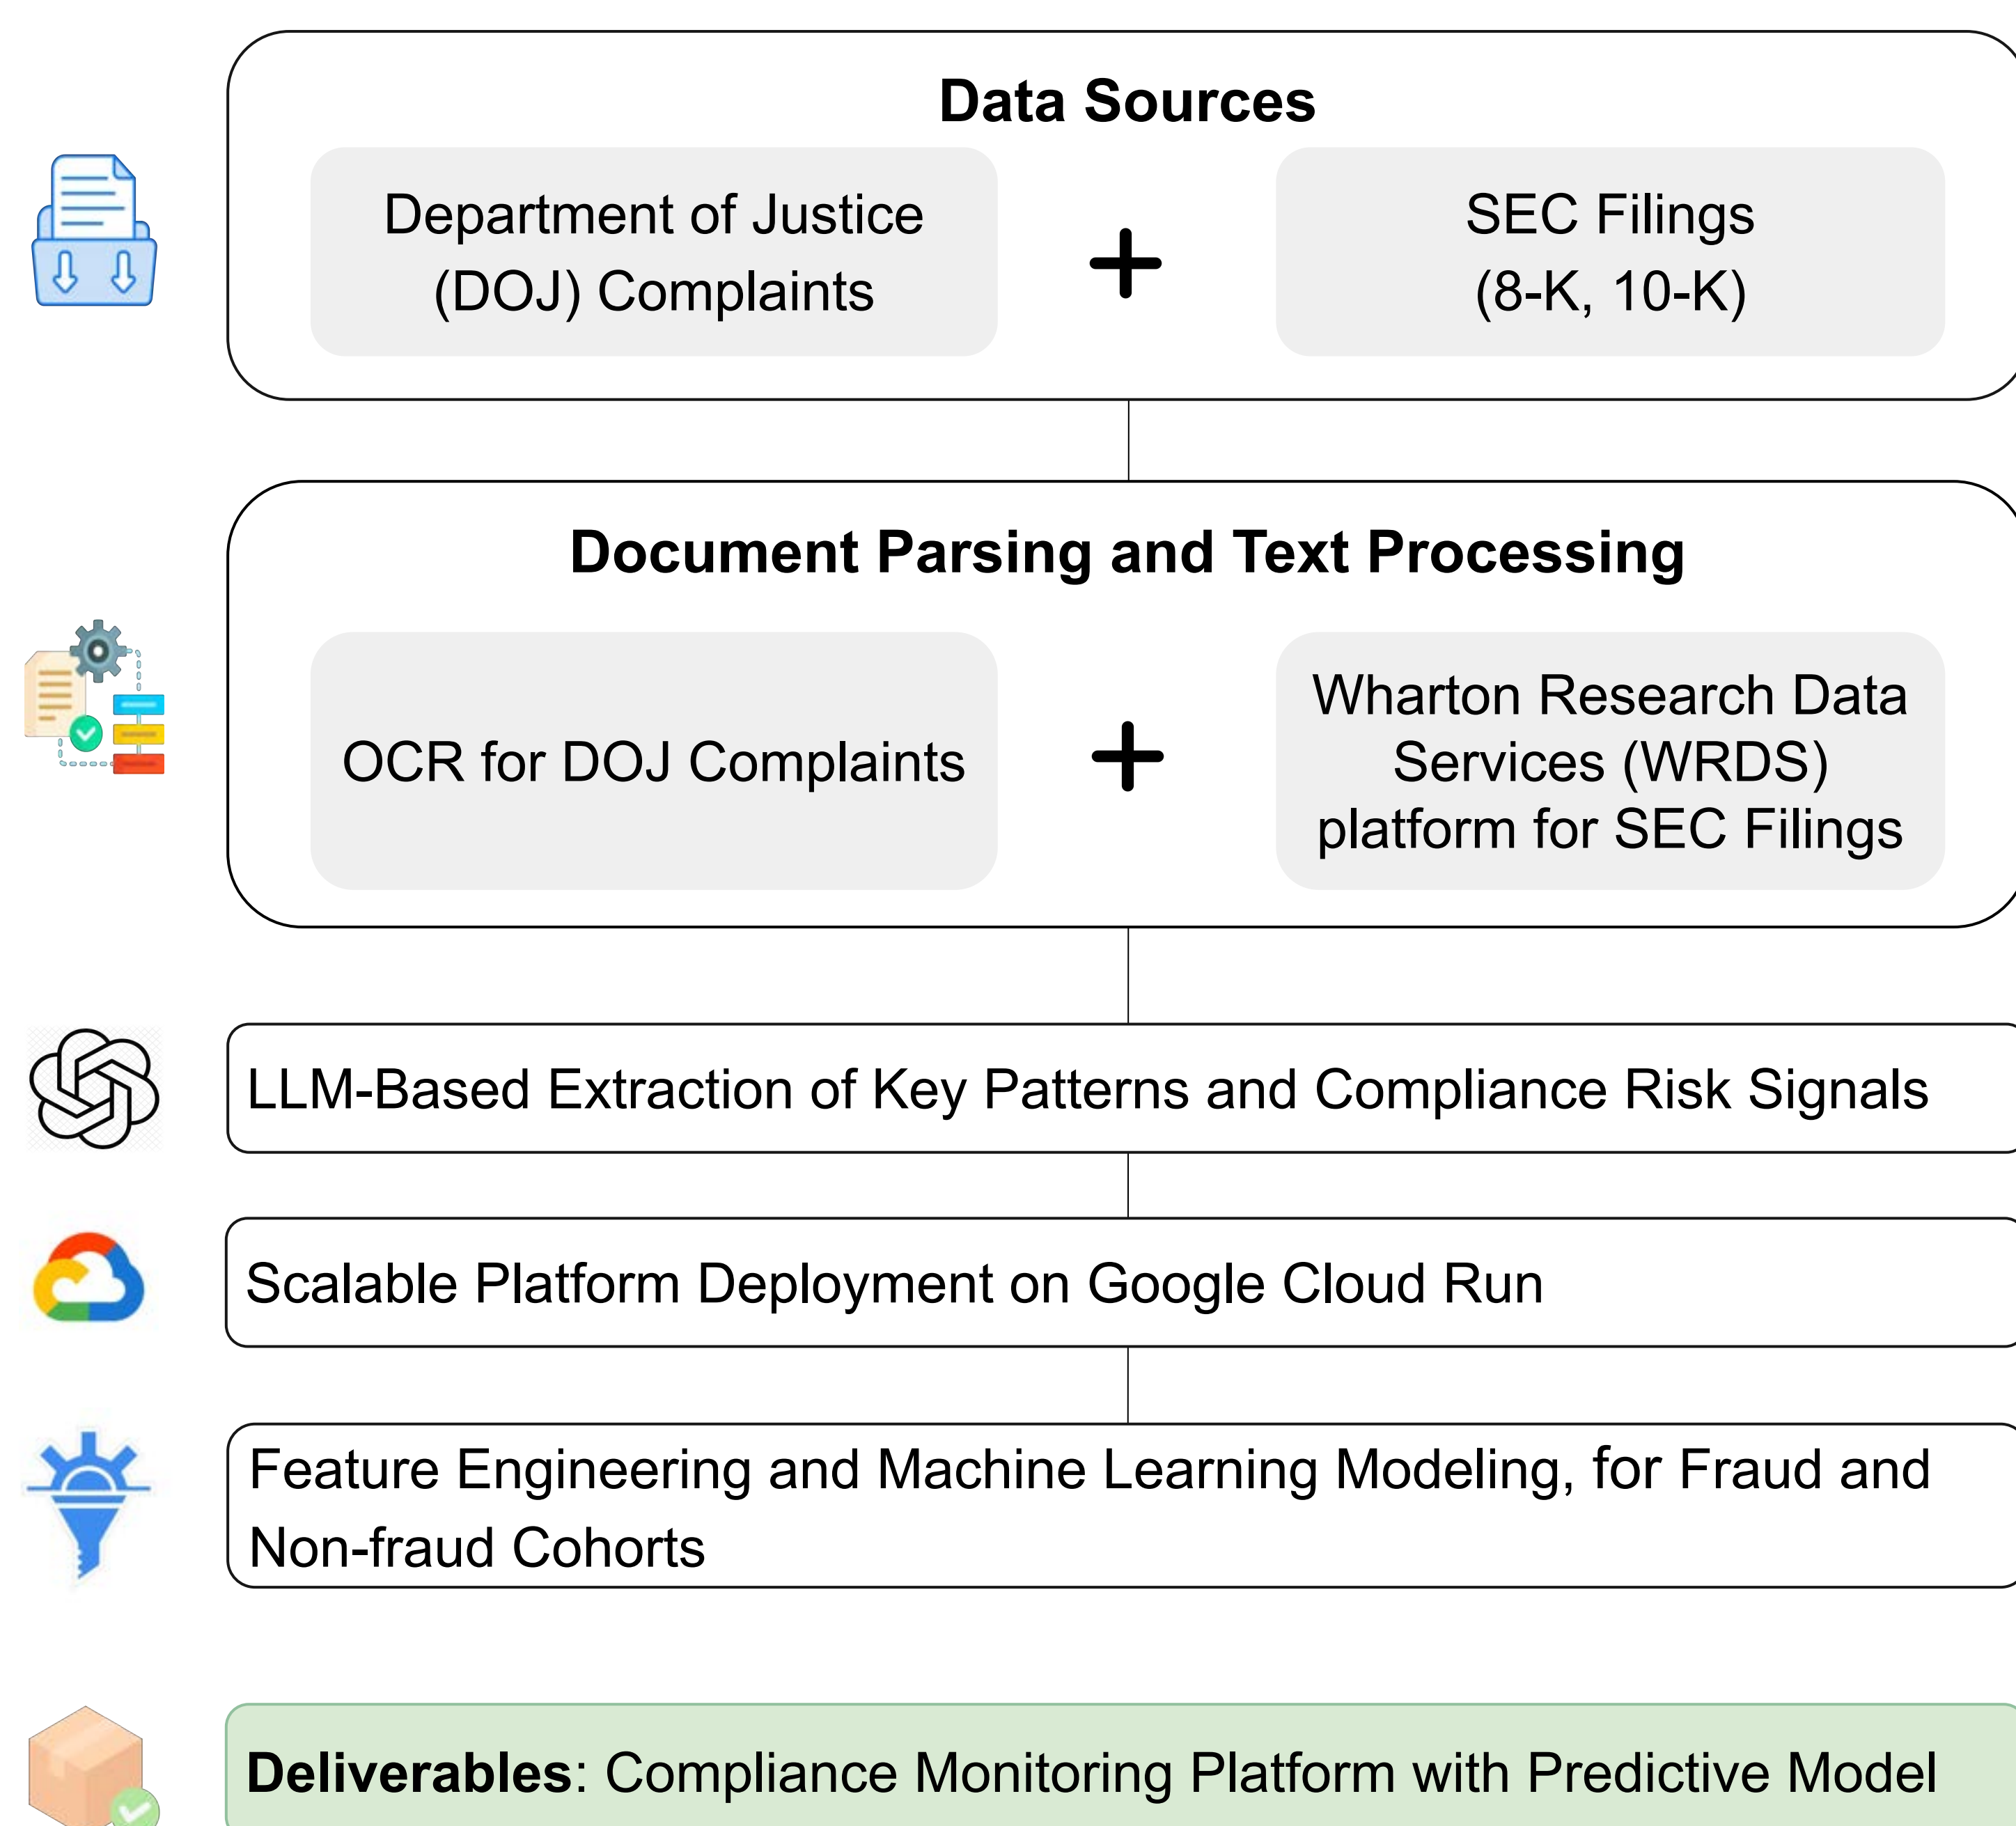 Data Sources
Department of Justice
(DOJ) Complaints
+
SEC Filings
(8-K, 10-K)
Document Parsing and Text Processing
OCR for DOJ Complaints
+
Wharton Research Data
Services (WRDS)
platform for SEC Filings
LLM-Based Extraction of Key Patterns and Compliance Risk Signals
Scalable Platform Deployment on Google Cloud Run
Feature Engineering and Machine Learning Modeling, for Fraud and
Non-fraud Cohorts
Deliverables: Compliance Monitoring Platform with Predictive Model